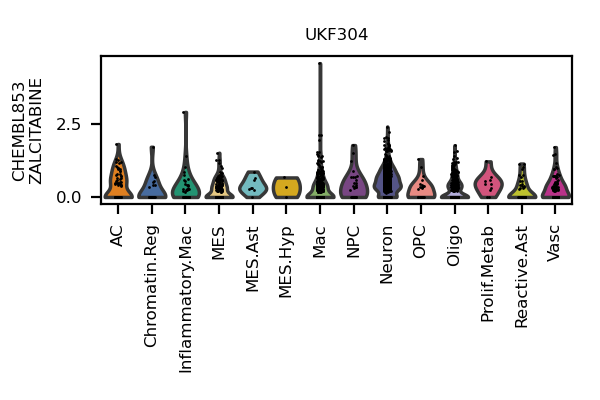 UKF304
CHEMBL853
ZALCITABINE
2.5
0.0
AC
Chromatin.Reg
Inflammatory.Mac
MES
MES.Ast
MES.Hyp
Mac
NPC
Neuron
OPC
Oligo
Prolif.Metab
Reactive.Ast
Vasc